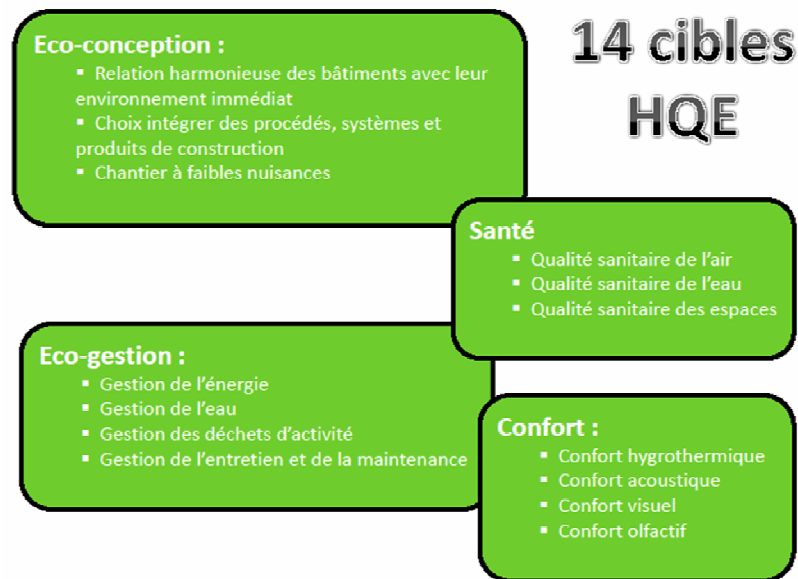 14 cibles
HQE
Eco-conception :
▪ Relation harmonieuse des bâtiments avec leur
environnement immédiat
▪ Choix intégrer des procédés, systèmes et
produits de construction
▪ Chantier à faibles nuisances
Santé
▪ Qualité sanitaire de l'air
▪ Qualité sanitaire de l'eau
▪ Qualité sanitaire des espaces
Eco-gestion :
▪ Gestion de l'énergie
▪ Gestion de l'eau
▪ Gestion des déchets d'activité
▪ Gestion de l'entretien et de la maintenance
Confort :
▪ Confort hygrothermique
▪ Confort acoustique
▪ Confort visuel
▪ Confort olfactif